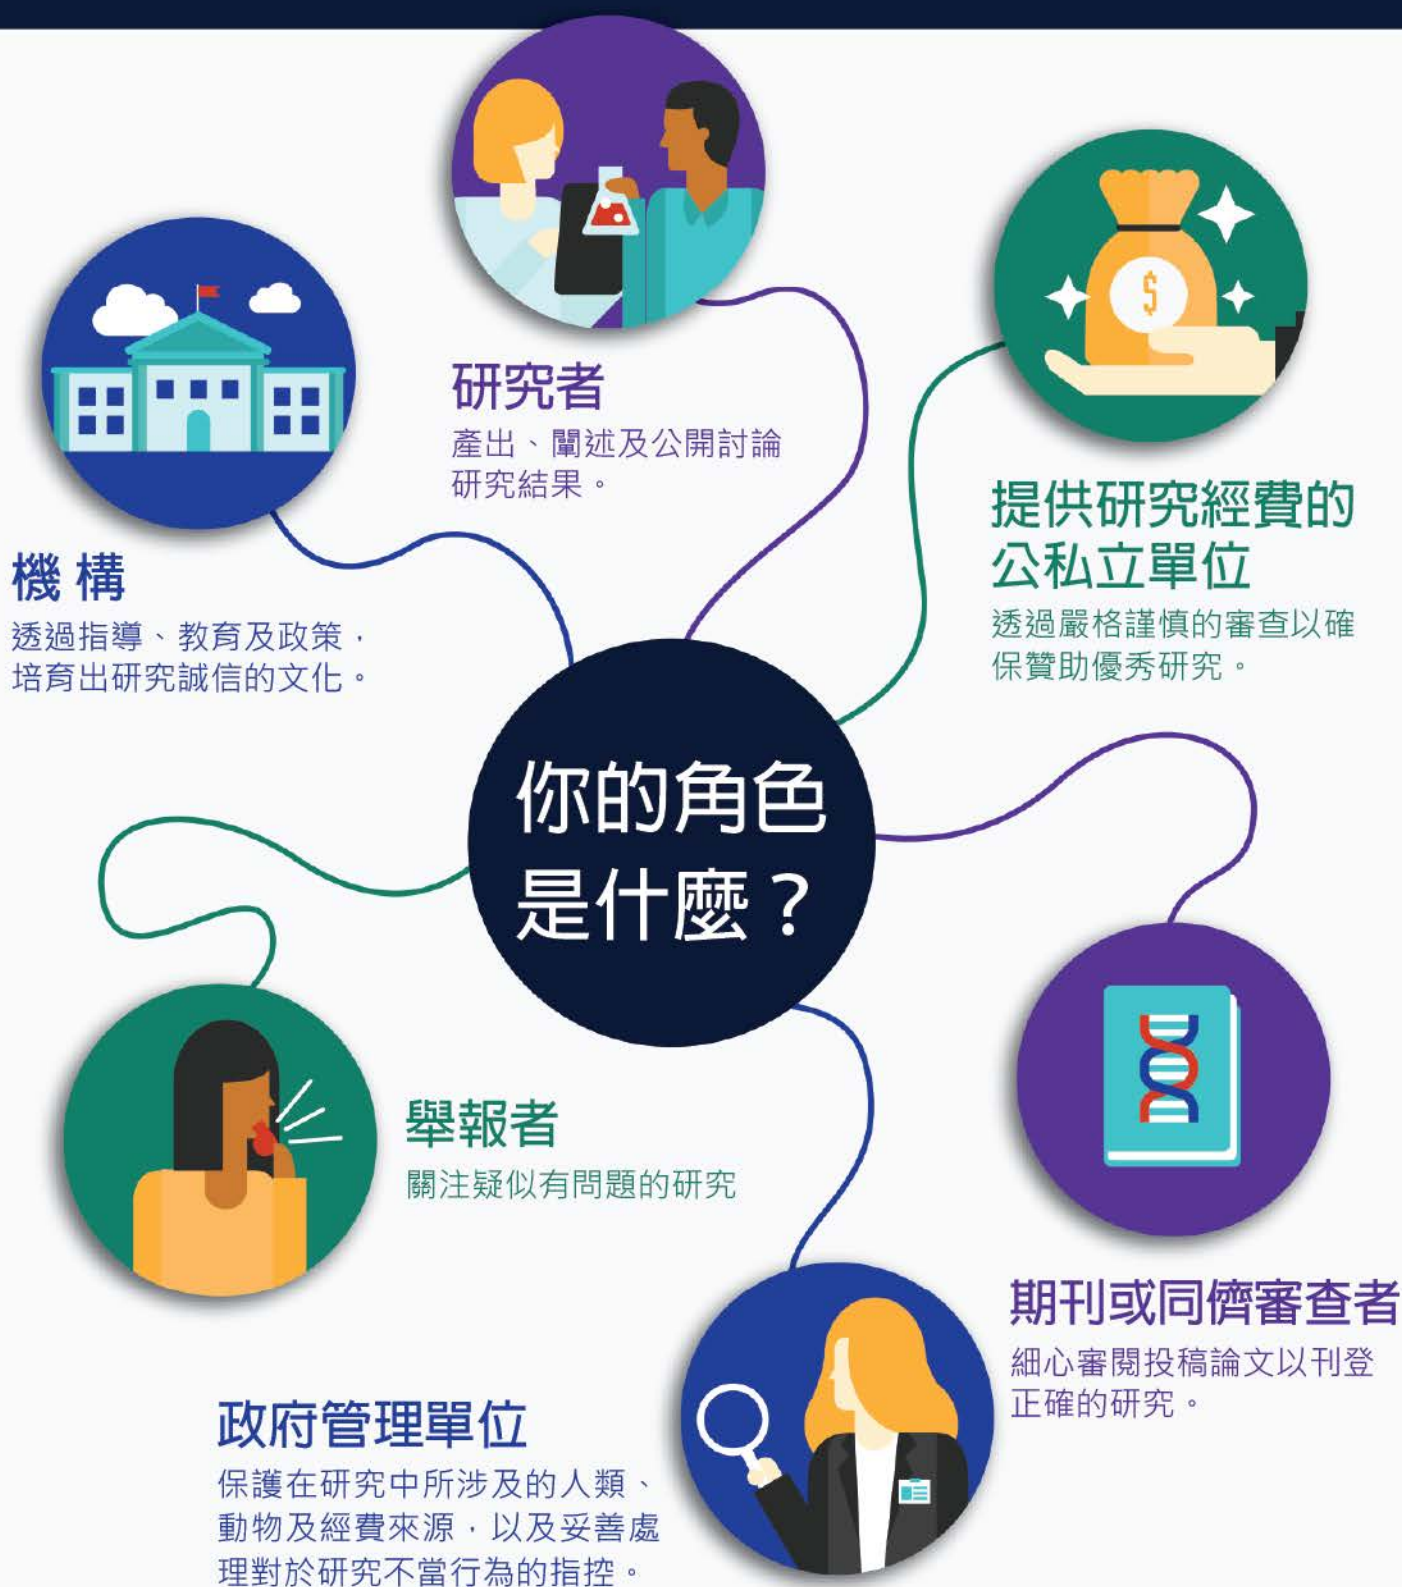 研究者
產出、闡述及公開討論
研究結果。
提供研究經費的
公私立單位
透過嚴格謹慎的審查以確
保贊助優秀研究。
機構
透過指導、教育及政策，
培育出研究誠信的文化。
$
你的角色
是什麼？
舉報者
關注疑似有問題的研究
期刊或同儕審查者
細心審閱投稿論文以刊登
正確的研究。
政府管理單位
保護在研究中所涉及的人類、
動物及經費來源，以及妥善處
理對於研究不當行為的指控。